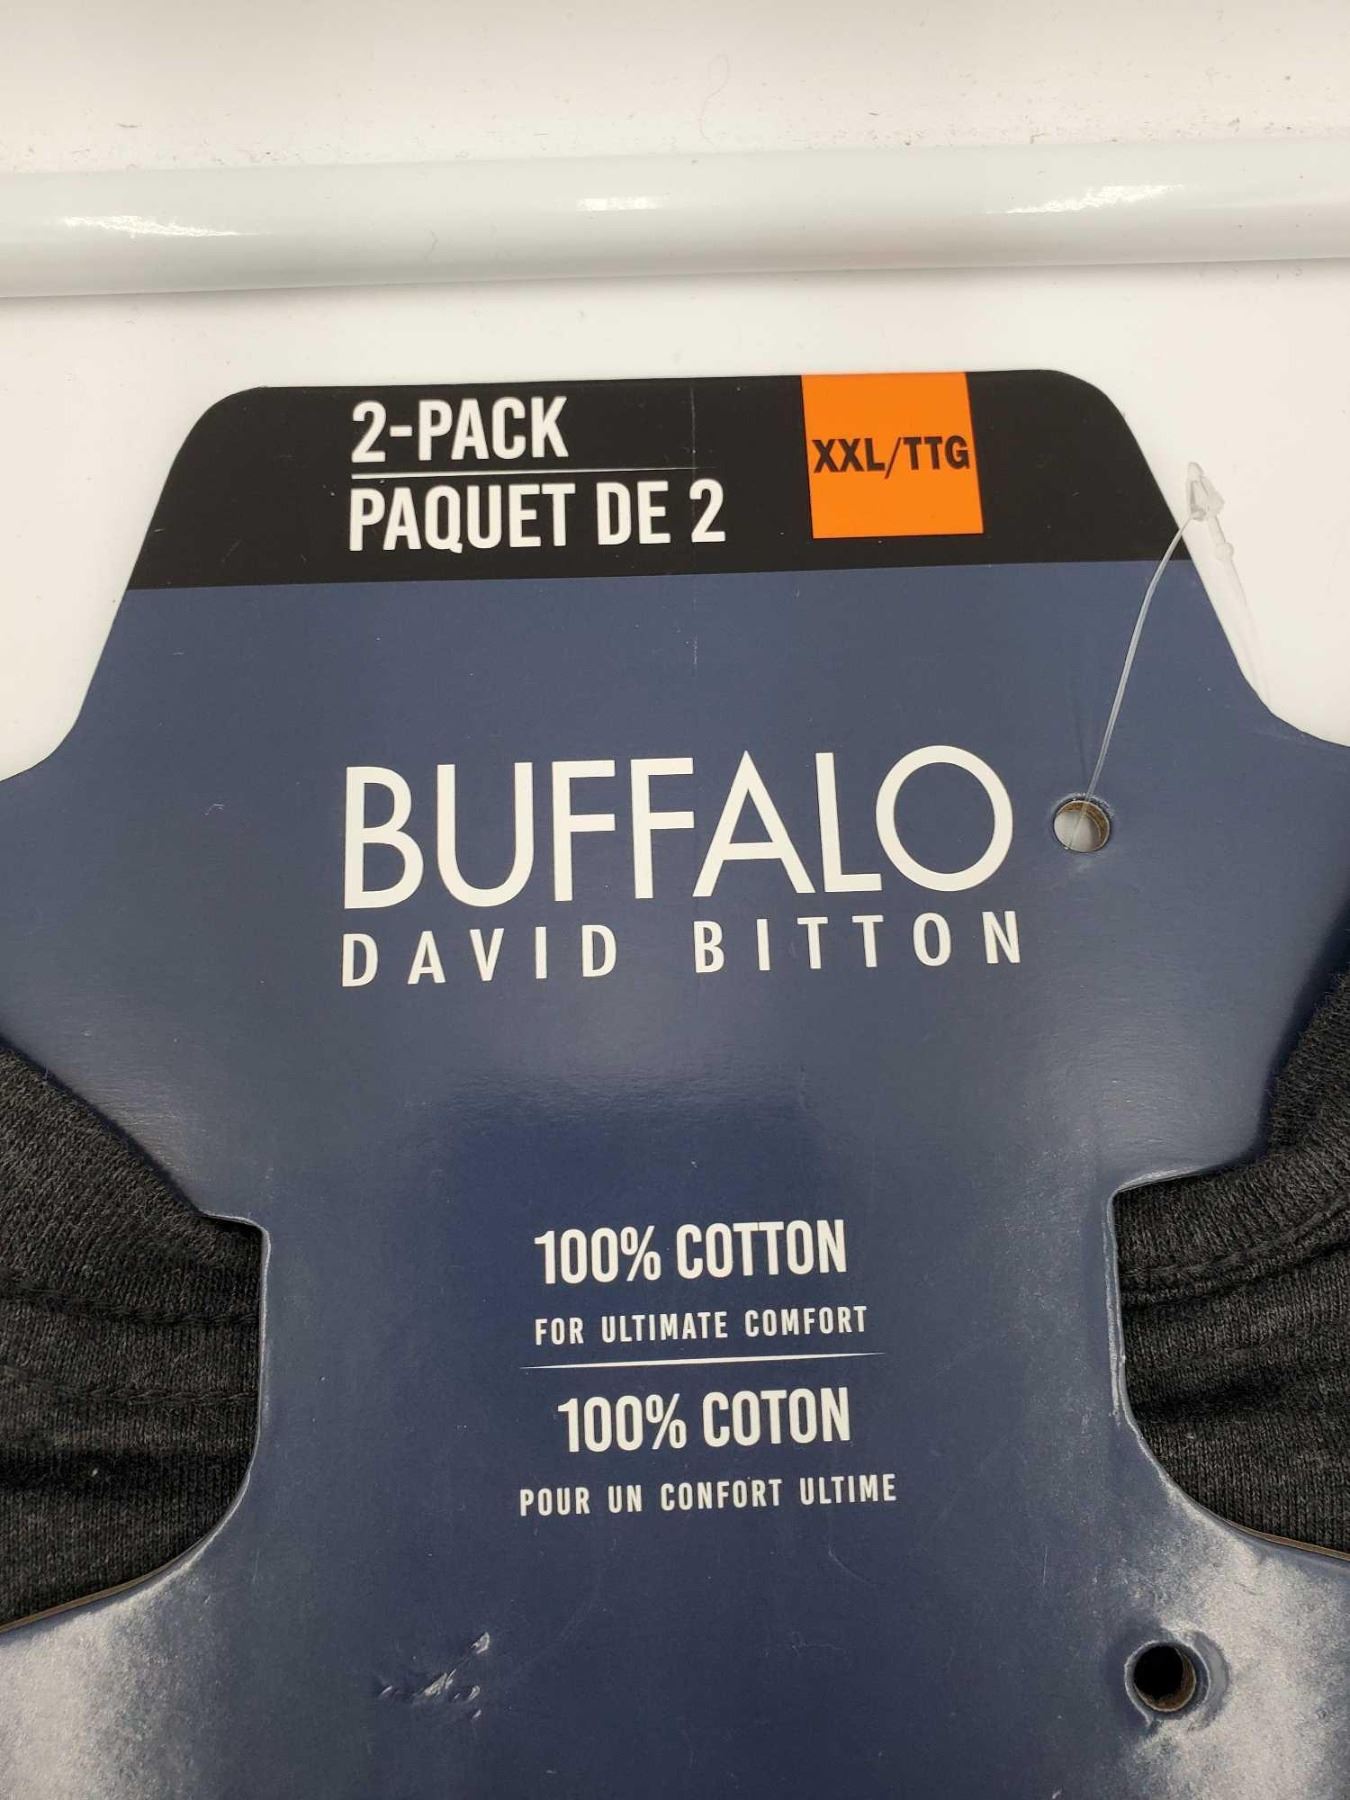 2-PACK
PAQUET DE 2
XXL/TTG
BUFFALO
DAVID BITTON
100% COTTON
FOR ULTIMATE COMFORT
100% COTON
POUR UN CONFORT ULTIME